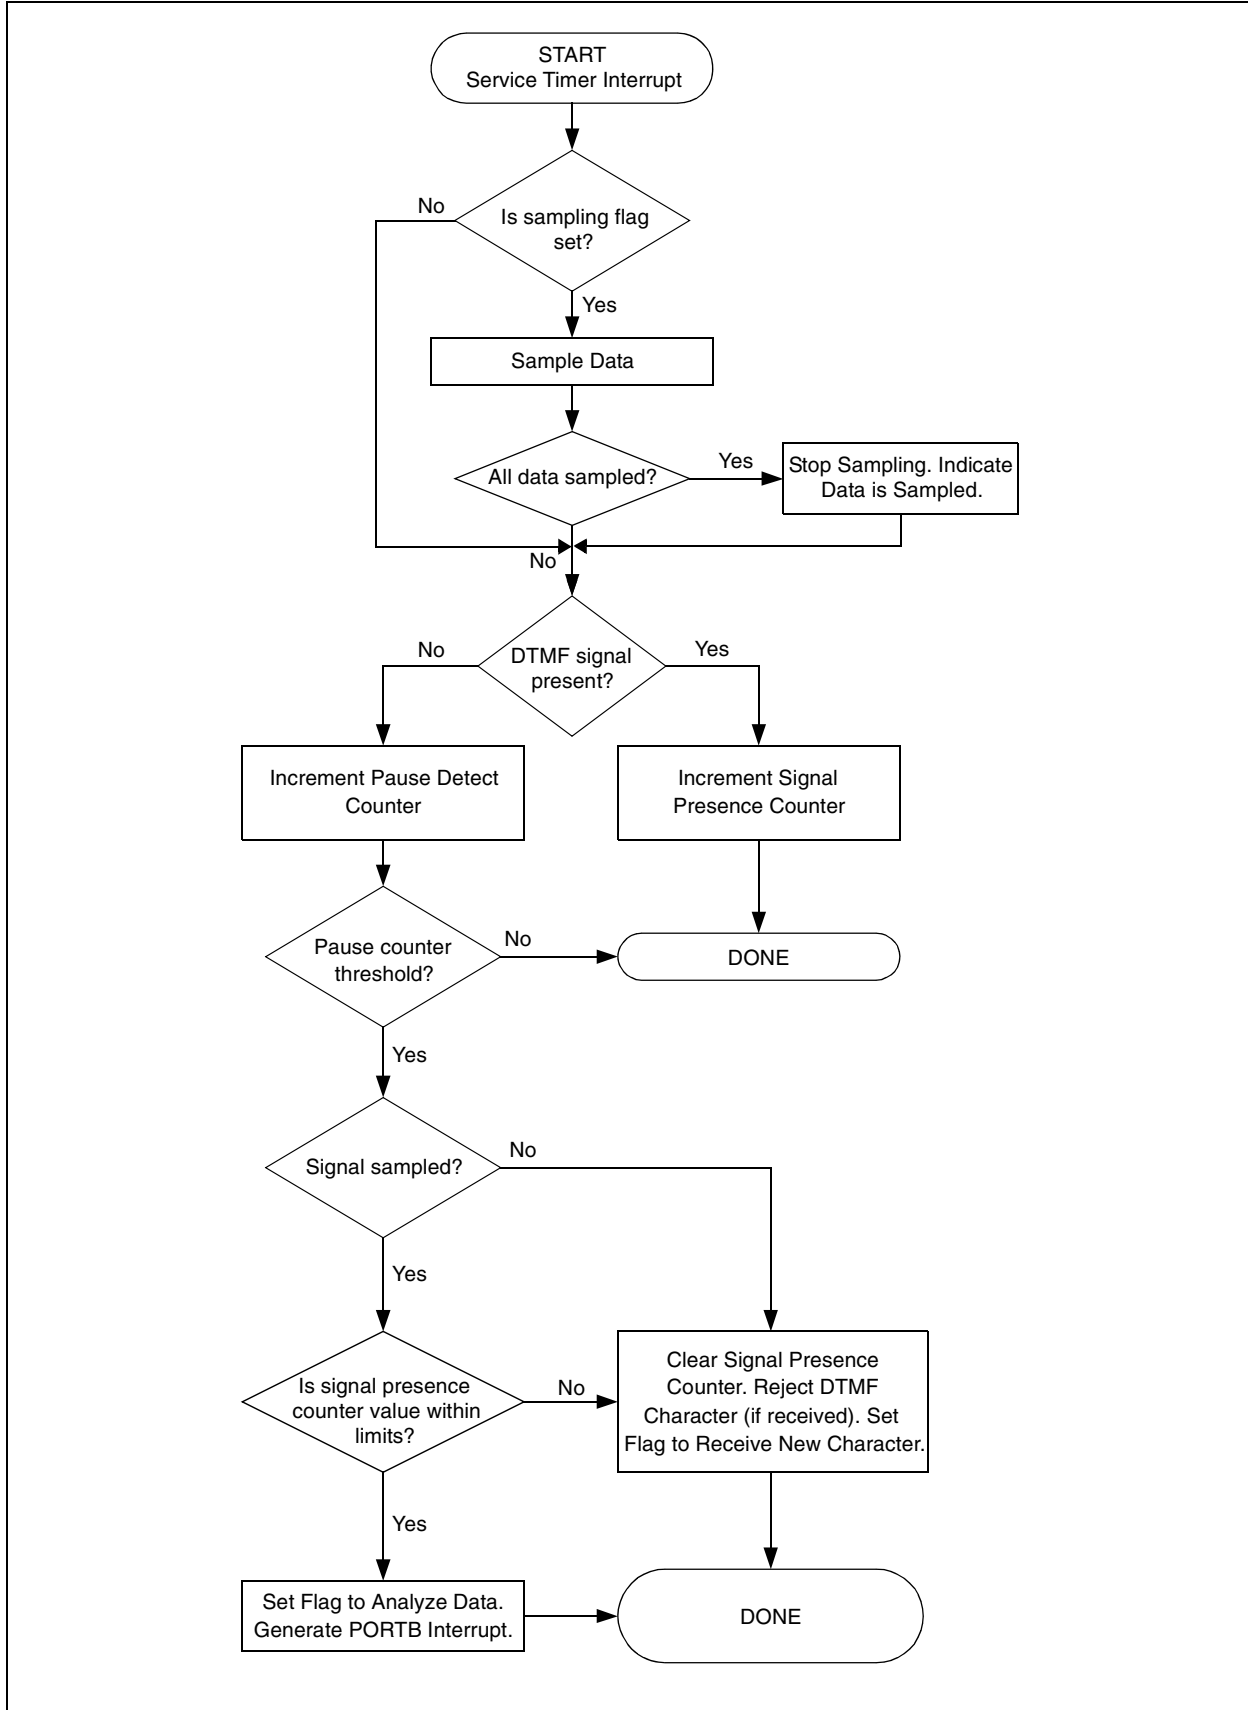 START
Service Timer Interrupt
No
Is sampling flag
set?
Yes
Sample Data
All data sampled?
Yes
Stop Sampling. Indicate
Data is Sampled.
No
No
DTMF signal
present?
Yes
Increment Pause Detect
Counter
Increment Signal
Presence Counter
Pause counter
threshold?
No
DONE
Yes
Signal sampled?
No
Yes
Is signal presence
counter value within
limits?
No
Clear Signal Presence
Counter. Reject DTMF
Character (if received). Set
Flag to Receive New Character.
Yes
Set Flag to Analyze Data.
Generate PORTB Interrupt.
DONE